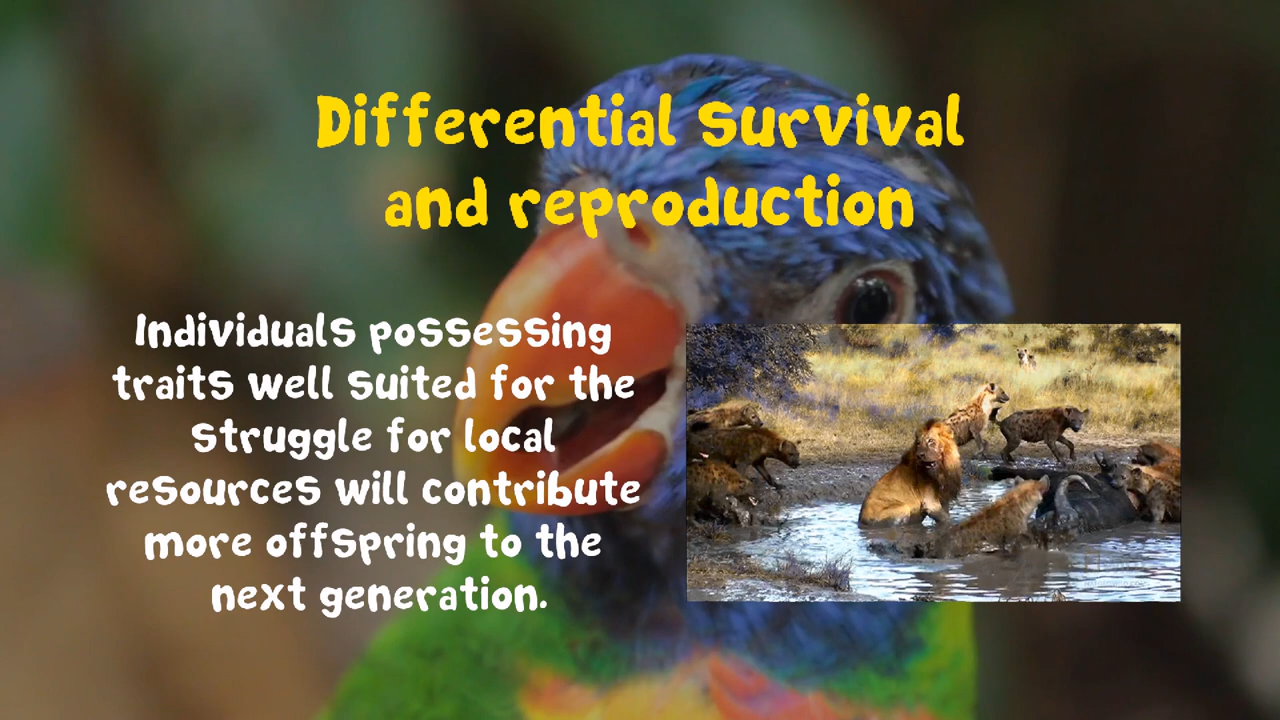 Differential Survival
and reproduction
Individuals possessing
traits well suited for the
struggle for local
resources will contribute
more offspring to the
next generation.